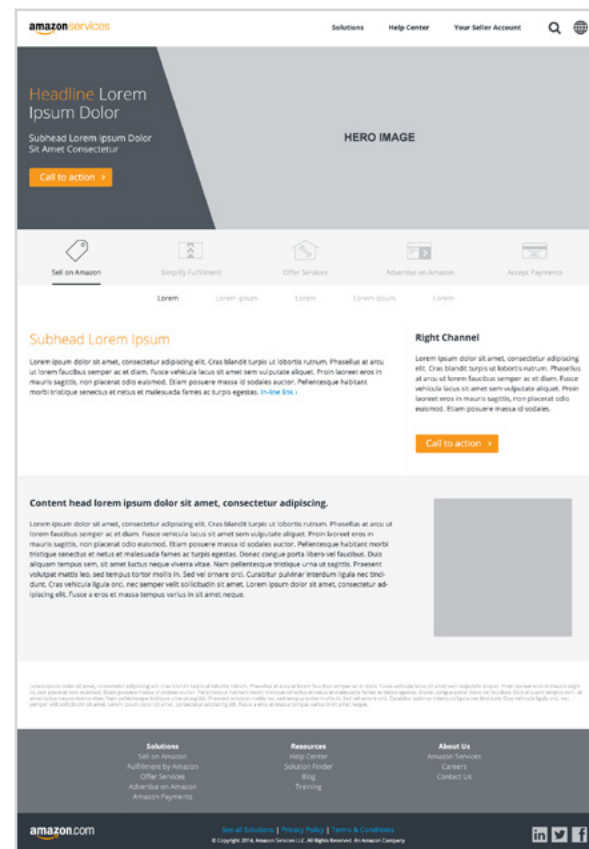 amazonservices
Solutions Help Center Your Seller Account
Headline Lorem
Ipsum Dolor
Subhead Lorem Ipsum Dolor
Sit Amet Consectetur
Call to action >
HERO IMAGE
Sell on Amazon Simplify Fulfillment Offer Services Advertise on Amazon Accept Payments
Lorem Lorem ipsum Lorem Lorem ipsum Lorem
Subhead Lorem Ipsum
Lorem ipsum dolor sit amet, consectetur adipiscing elit. Cras blandit turpis ut lobortis rutrum. Phasellus at arcu
ut lorem faucibus semper ac et diam. Fusce vehicula lacus sit amet sem vulputate aliquet. Proin laoreet eros in
mauris sagittis, non placerat odio euismod. Etiam posuere massa id sodales auctor. Pellentesque habitant
morbi tristique senectus et netus et malesuada fames ac turpis egestas. In-line link ›
Right Channel
Lorem ipsum dolor sit amet, consectetur adipiscing
elit. Cras blandit turpis ut lobortis rutrum. Phasellus
at arcu ut lorem faucibus semper ac et diam. Fusce
vehicula lacus sit amet sem vulputate aliquet. Proin
laoreet eros in mauris sagittis, non placerat odio
euismod. Etiam posuere massa id sodales.
Call to action >
Content head lorem ipsum dolor sit amet, consectetur adipiscing.
Lorem ipsum dolor sit amet, consectetur adipiscing elit. Cras blandit turpis ut lobortis rutrum. Phasellus at arcu ut
lorem faucibus semper ac et diam. Fusce vehicula lacus sit amet sem vulputate aliquet. Proin laoreet eros in
mauris sagittis, non placerat odio euismod. Etiam posuere massa id sodales auctor. Pellentesque habitant morbi
tristique senectus et netus et malesuada fames ac turpis egestas. Donec congue porta libero vel faucibus. Duis
aliquam tempus sem, sit amet luctus neque viverra vitae. Nam pellentesque tristique urna ut sagittis. Praesent
volutpat mattis leo, sed tempus tortor mollis in. Sed vel ornare orci. Curabitur pulvinar interdum ligula nec tinci-
dunt. Cras vehicula ligula orci, nec semper velit sollicitudin sit amet. Lorem ipsum dolor sit amet, consectetur ad-
ipiscing elit. Fusce a eros et massa tempus varius in sit amet neque.
Solutions Resources About Us
Sell on Amazon Help Center Amazon Services
Fulfillment by Amazon Solution Finder Careers
Offer Services Blog Contact Us
Advertise on Amazon Training
Amazon Payments
amazon.com
See all Solutions | Privacy Policy | Terms & Conditions
© Copyright 2014, Amazon Services LLC. All Rights Reserved. An Amazon Company
in f